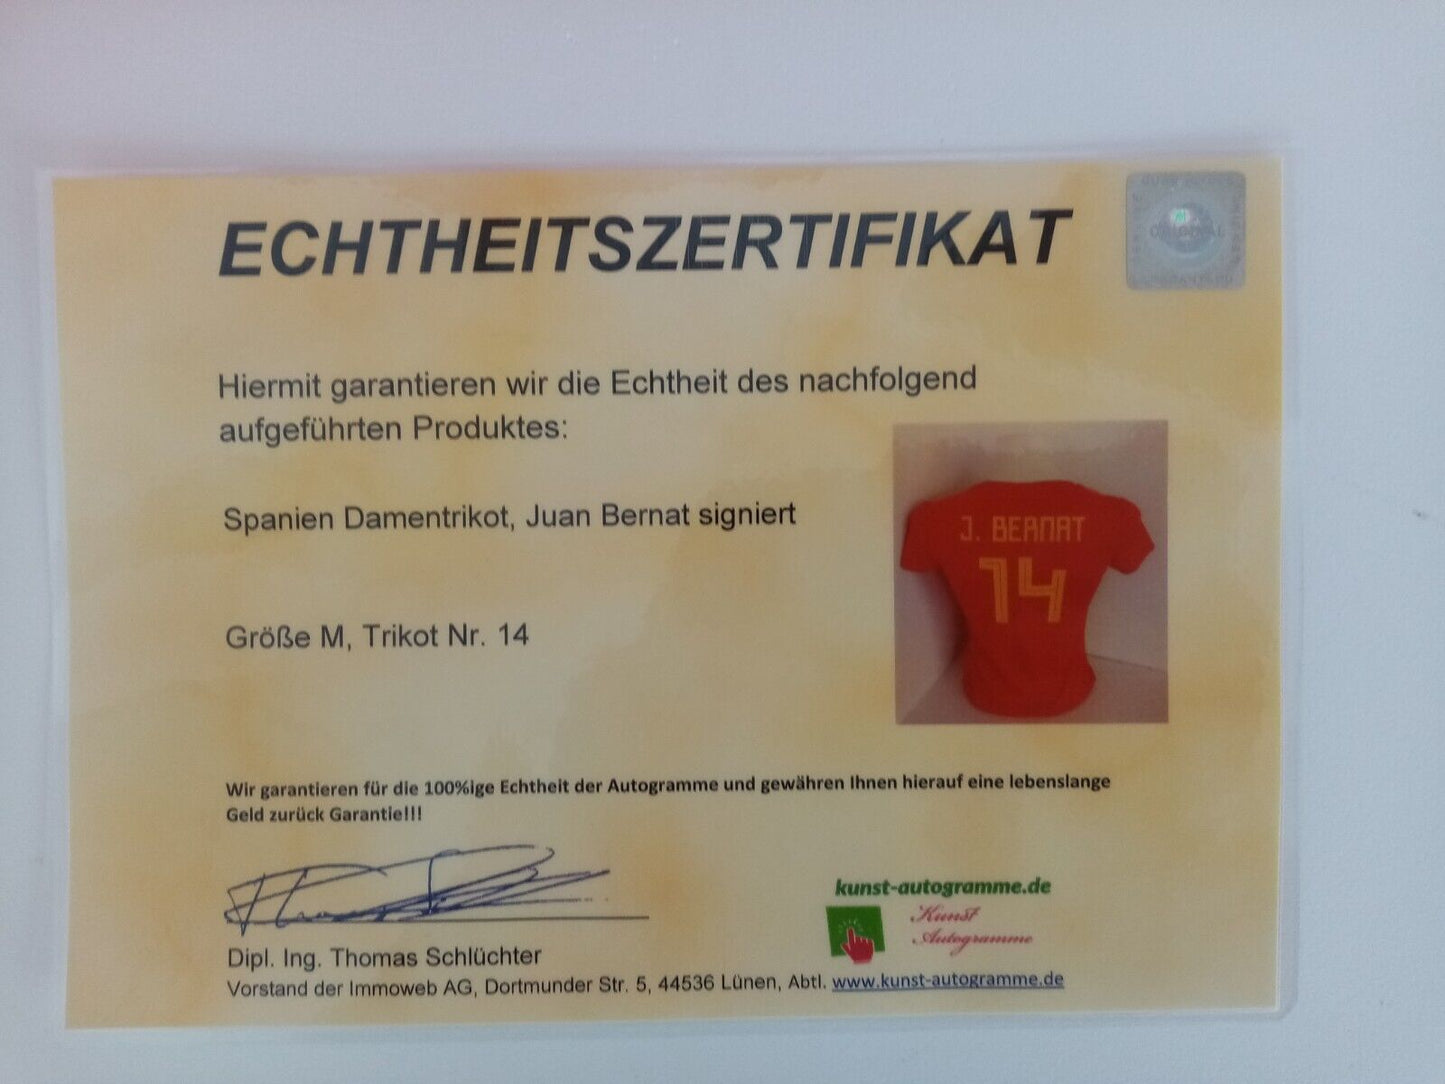 ECHTHEITSZERTIFIKAT
ORIGINAL
Hiermit garantieren wir die Echtheit des nachfolgend
aufgeführten Produktes:
J. BERNAT
14
Spanien Damentrikot, Juan Bernat signiert
Größe M, Trikot Nr. 14
Wir garantieren für die 100%ige Echtheit der Autogramme und gewähren Ihnen hierauf eine lebenslange
Geld zurück Garantie!!!
kunst-autogramme.de
Kunst
Autogramme
Dipl. Ing. Thomas Schlüchter
Vorstand der Immoweb AG, Dortmunder Str. 5, 44536 Lünen, Abtl. www.kunst-autogramme.de